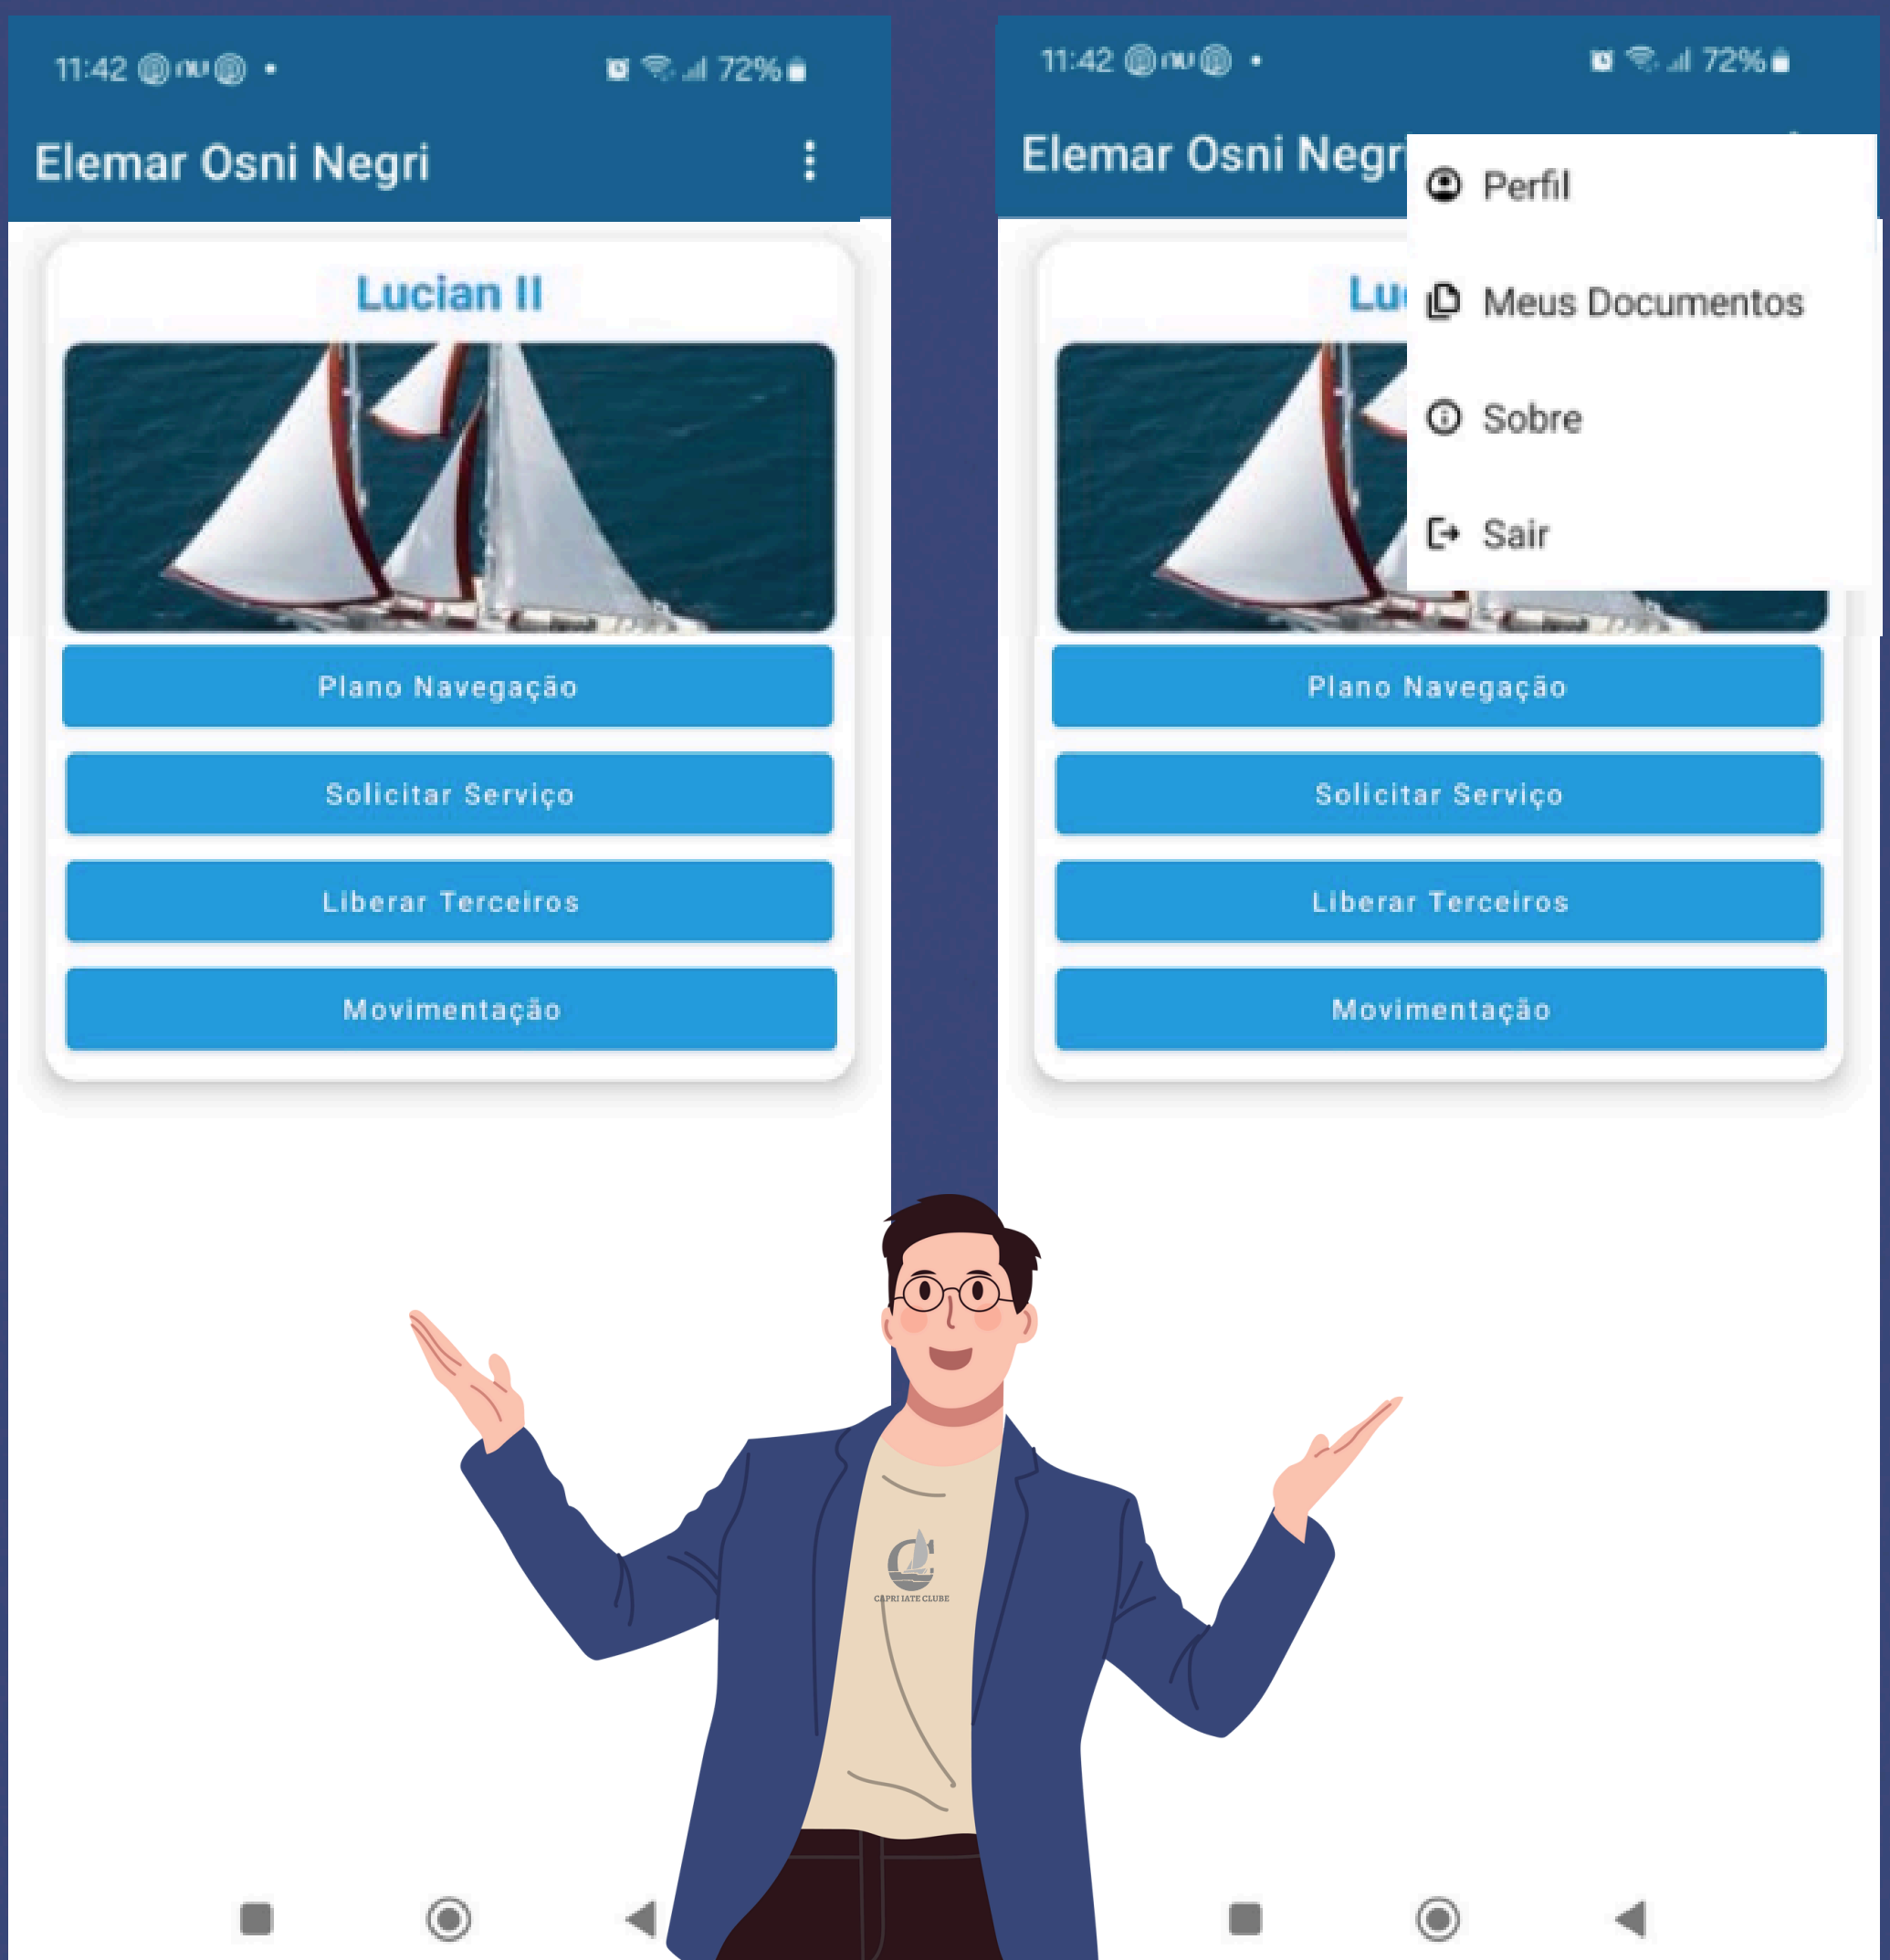 11:42
72%
Elemar Osni Negri
Lucian II
Plano Navegação
Solicitar Serviço
Liberar Terceiros
Movimentação
11:42
72%
Elemar Osni Negri
Perfil
Meus Documentos
Sobre
Sair
Plano Navegação
Solicitar Serviço
Liberar Terceiros
Movimentação
CAPRI IATE CLUBE